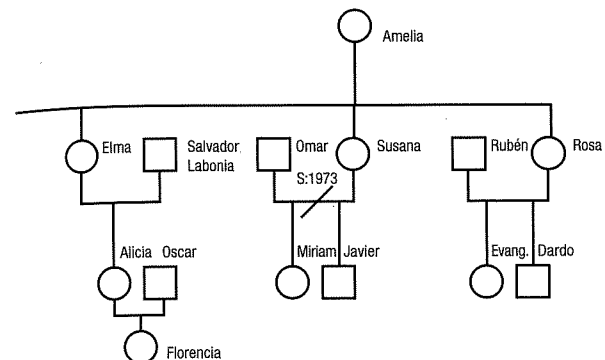 Amelia
Elma
Salvador
Labonia
Omar
Susana
Rubén
Rosa
S:1973
Alicia Oscar
Miriam Javier
Evang. Dardo
Florencia